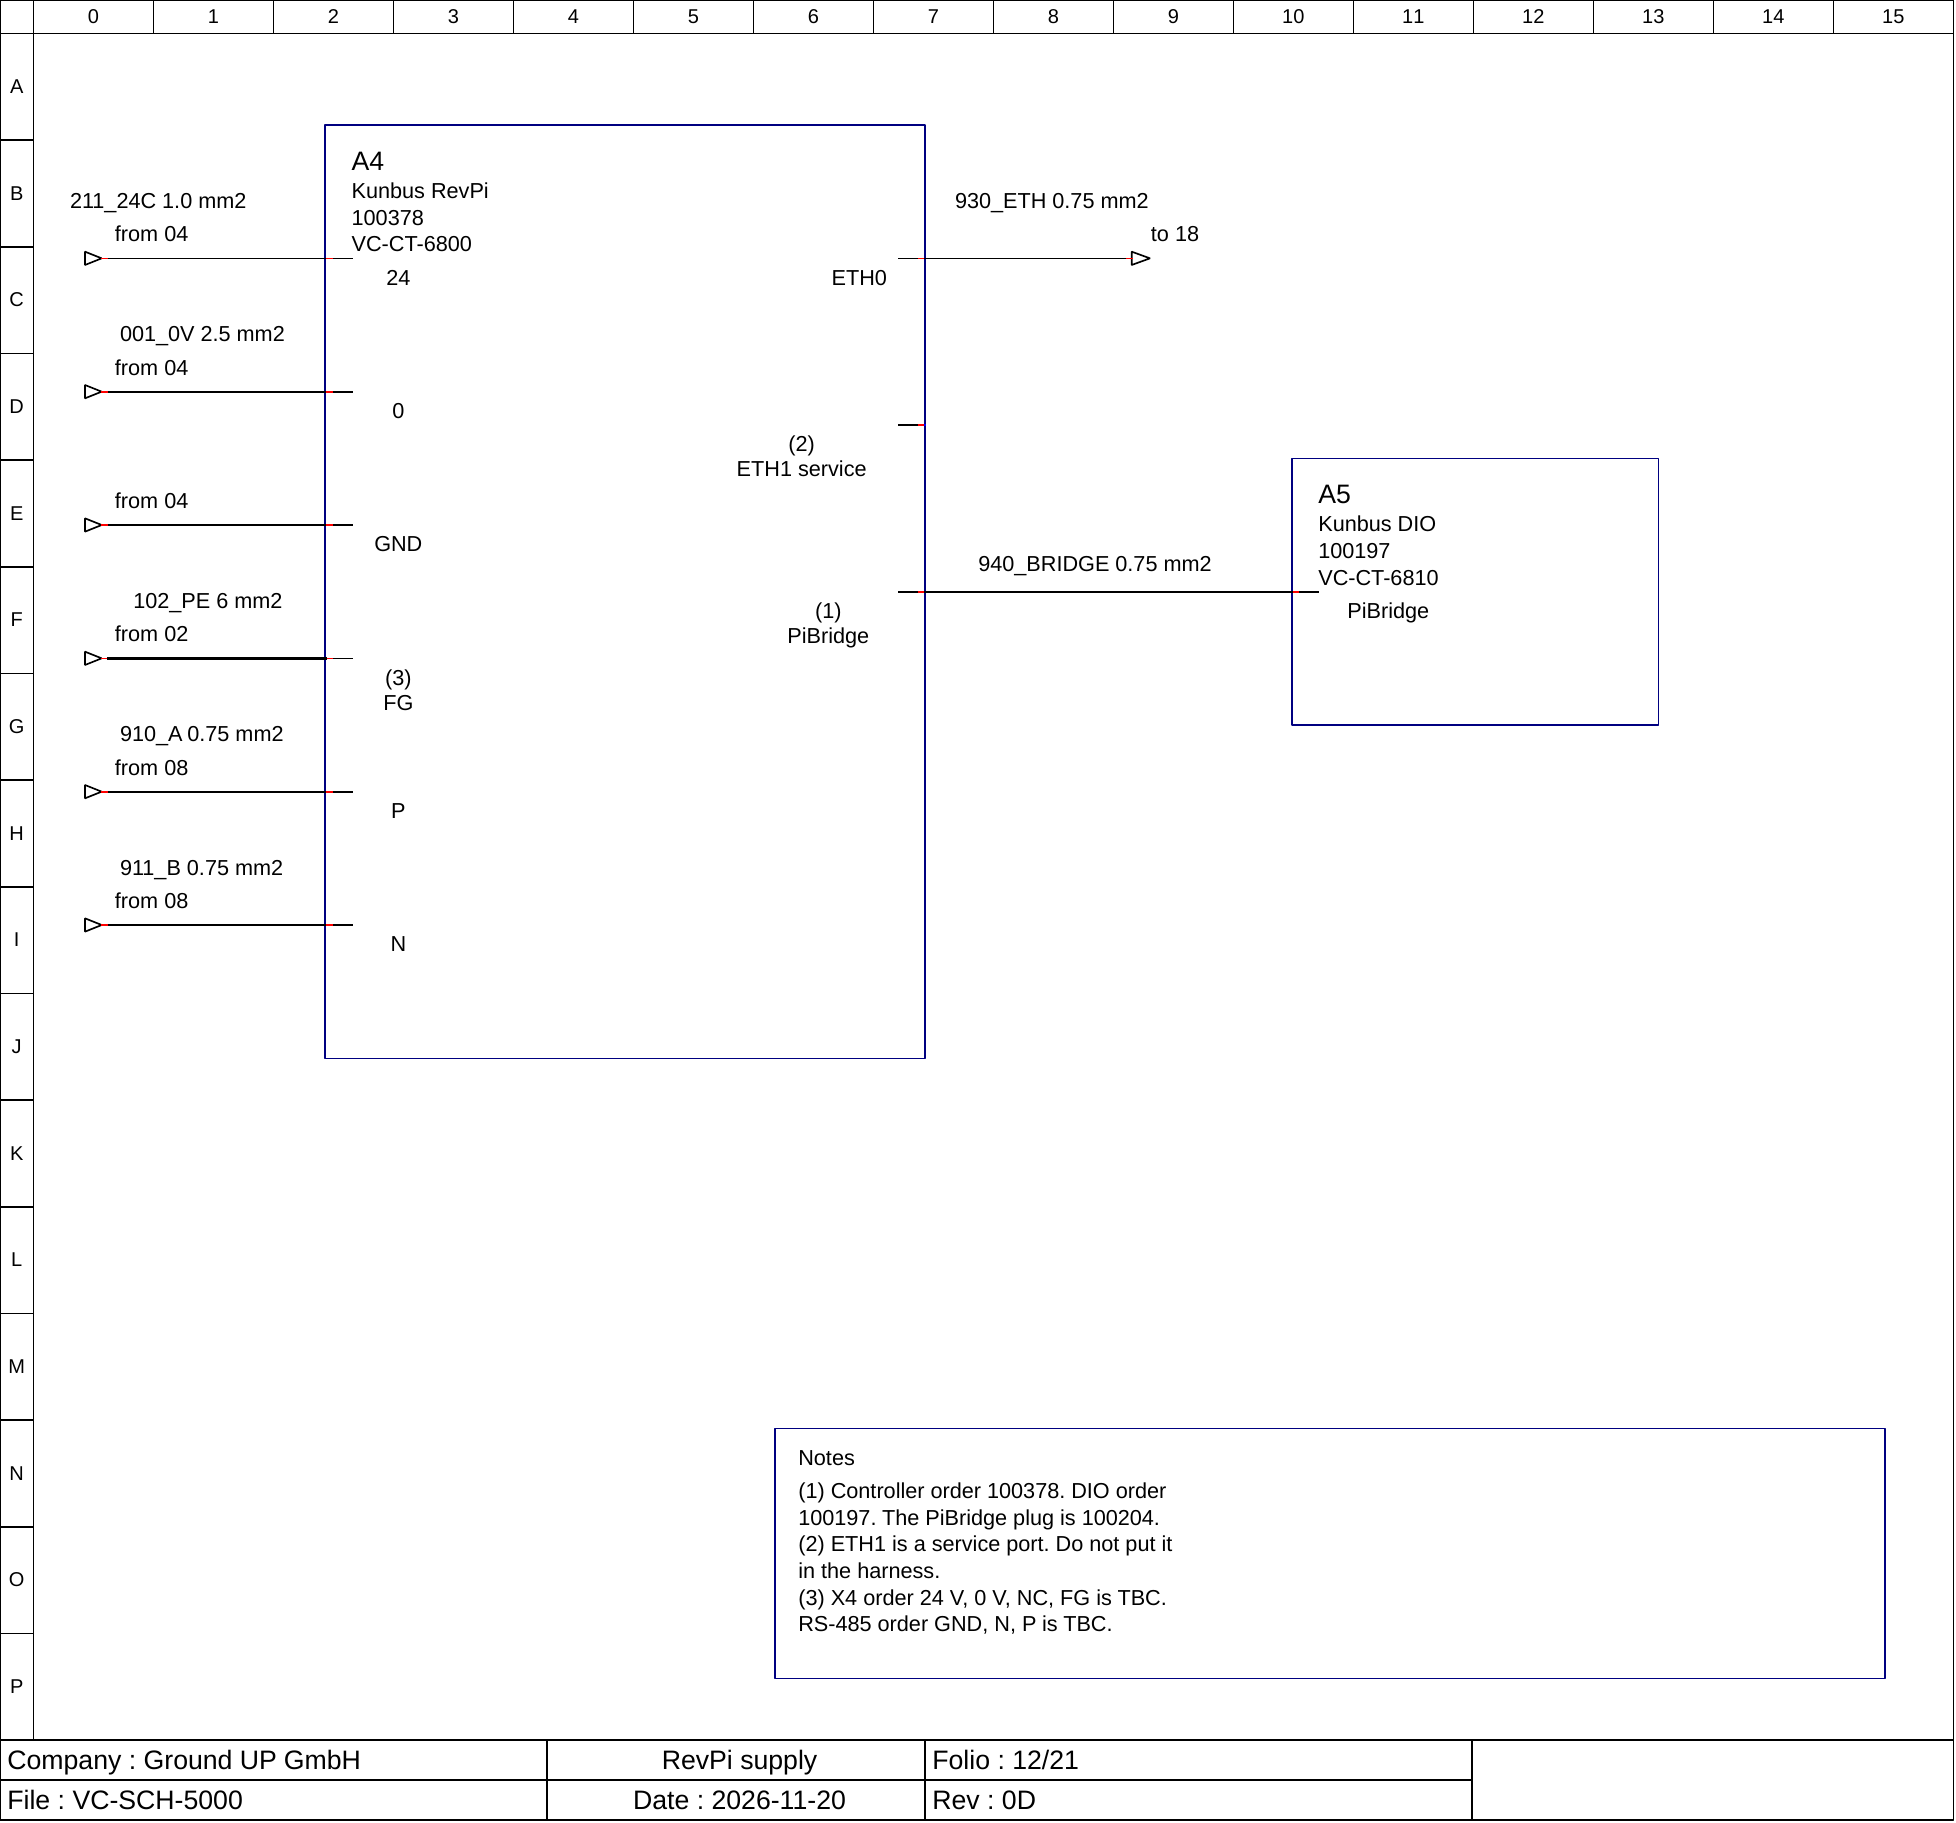 0 1 2 3 4 5 6 7 8 9 10 11 12 13 14 15
A
B
C
D
E
F
G
H
I
J
K
L
M
N
O
P
A4
Kunbus RevPi
100378
VC-CT-6800
211_24C 1.0 mm2
from 04
24
001_0V 2.5 mm2
from 04
0
from 04
GND
102_PE 6 mm2
from 02
(3)
FG
910_A 0.75 mm2
from 08
P
911_B 0.75 mm2
from 08
N
930_ETH 0.75 mm2
to 18
ETH0
(2)
ETH1 service
940_BRIDGE 0.75 mm2
(1)
PiBridge
A5
Kunbus DIO
100197
VC-CT-6810
PiBridge
Notes
(1) Controller order 100378. DIO order
100197. The PiBridge plug is 100204.
(2) ETH1 is a service port. Do not put it
in the harness.
(3) X4 order 24 V, 0 V, NC, FG is TBC.
RS-485 order GND, N, P is TBC.
Company : Ground UP GmbH
RevPi supply
Folio : 12/21
File : VC-SCH-5000
Date : 2026-11-20
Rev : 0D